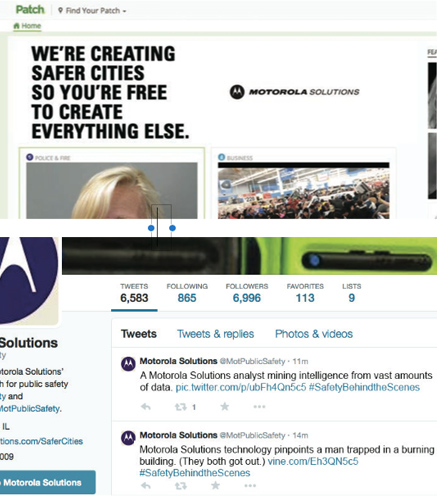 Patch
Find Your Patch
Home
WE'RE CREATING
SAFER CITIES
SO YOU'RE FREE
TO CREATE
EVERYTHING ELSE.
MOTOROLA SOLUTIONS
FEA
POLICE & FIRE
BUSINESS
TWEETS
6,583
FOLLOWING
865
FOLLOWERS
6,996
FAVORITES
113
LISTS
9
Solutions
ty
torola Solutions'
h for public safety
ty and
MotPublicSafety.
IL
tions.com/SaferCities
009
Motorola Solutions
Tweets Tweets & replies Photo & videos
Motorola Solutions @MotPublicSafety · 11m
A Motorola Solutions analyst mining intelligence from vast amounts
of data. pic.twitter.com/p/ubFh4Qn5c5 #SafetyBehindtheScenes
1
Motorola Solutions @MotPublicSafety · 14m
Motorola Solutions technology pinpoints a man trapped in a burning
building. (They both got out.) vine.com/Eh3QN5c5
#SafetyBehindtheScenes